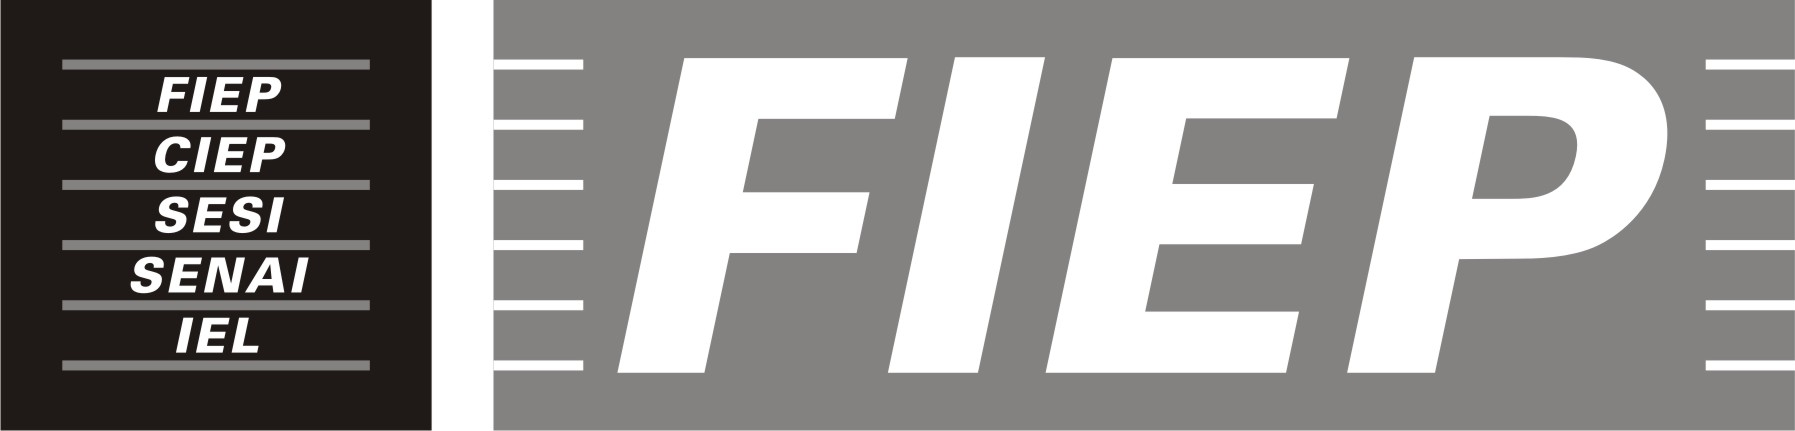 FIEP
CIEP
SESI
SENAI
IEL
FIEP